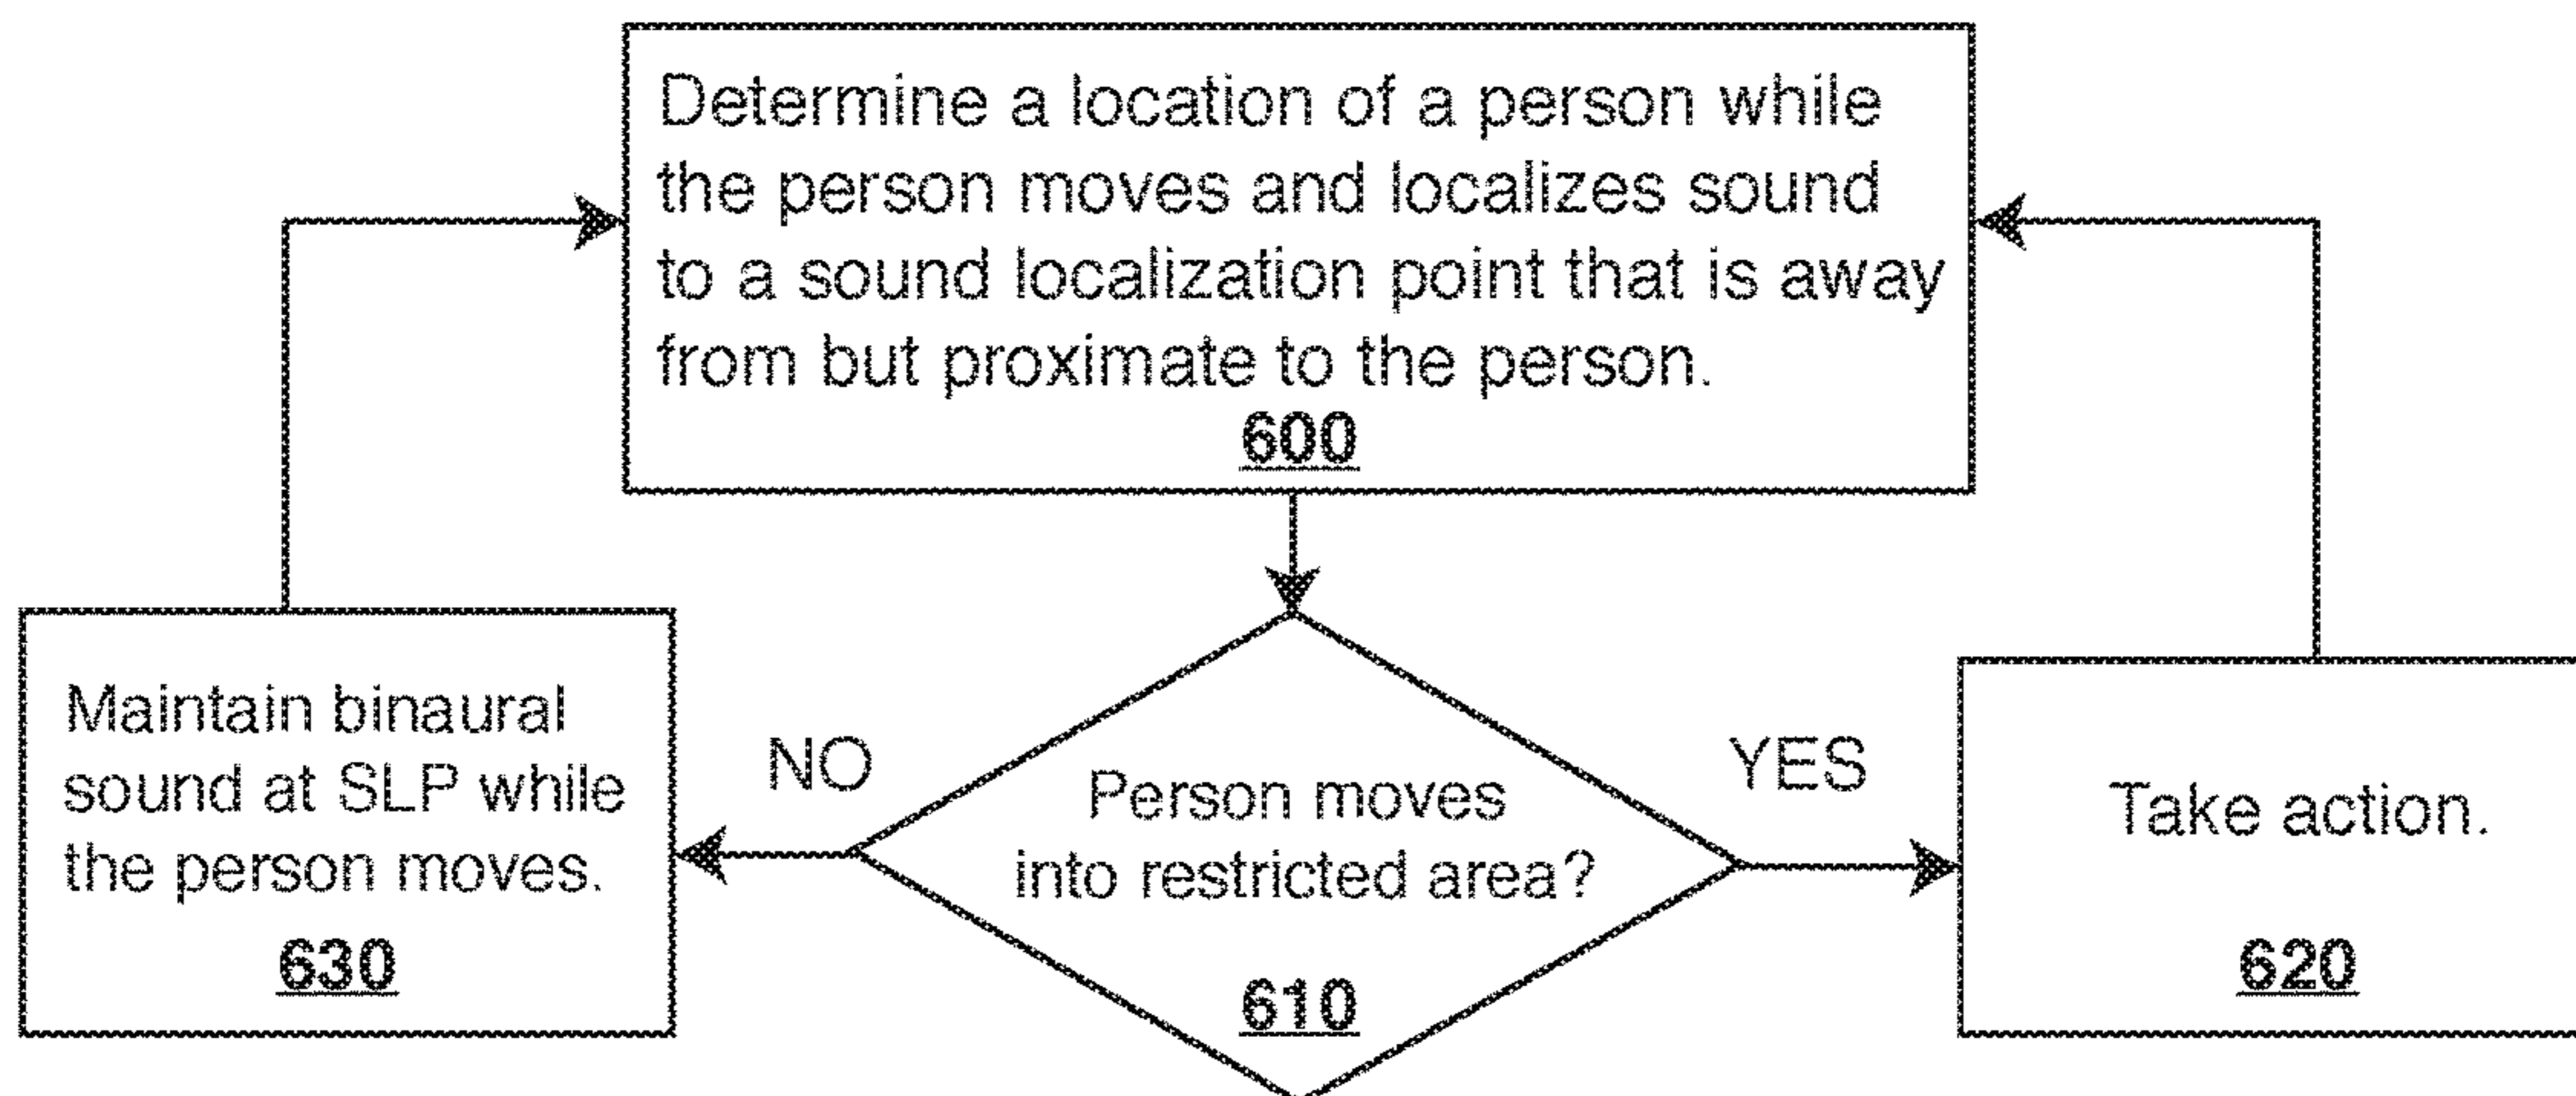 Determine a location of a person while
the person moves and localizes sound
to a sound localization point that is away
from but proximate to the person.
600
Maintain binaural
sound at SLP while
the person moves.
630
NO
Person moves
into restricted area?
610
YES
Take action.
620